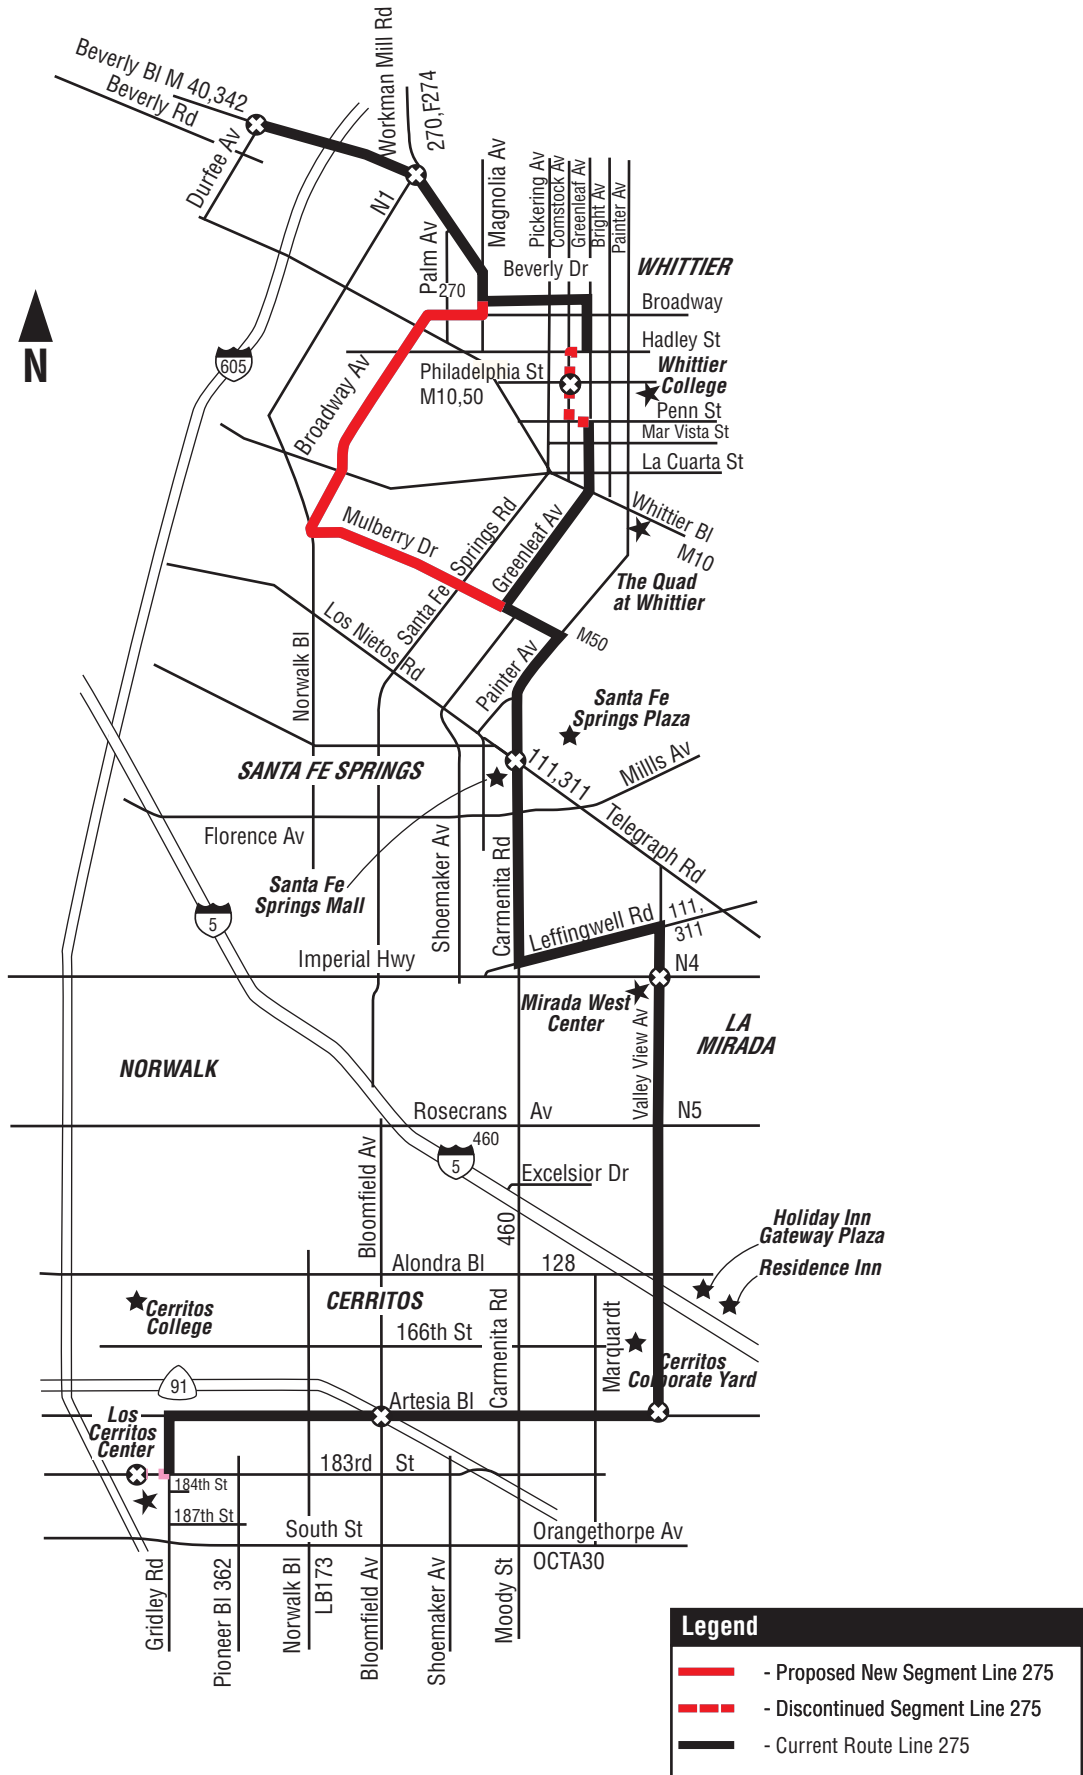 Beverly Bl M 40,342
Beverly Rd
Durfee Av
Workman Mill Rd
270,F274
N1
Palm Av
Magnolia Av
Pickering Av
Comstock Av
Greenleaf Av
Bright Av
Painter Av
WHITTIER
Beverly Dr
270
Broadway
Hadley St
N
605
Broadway Av
Philadelphia St
M10,50
Whittier
College
Penn St
Mar Vista St
La Cuarta St
Whittier Bl
M10
Mulberry Dr
Santa Fe Springs Rd
Greenleaf Av
The Quad
at Whittier
M50
Los Nietos Rd
Norwalk Bl
Painter Av
Santa Fe
Springs Plaza
SANTA FE SPRINGS
111,311
Millls Av
Florence Av
Telegraph Rd
Santa Fe
Springs Mall
Shoemaker Av
Carmenita Rd
5
Leffingwell Rd
111,
311
Imperial Hwy
N4
Mirada West
Center
Valley View Av
LA
MIRADA
NORWALK
Rosecrans Av
N5
460
5
Bloomfield Av
Excelsior Dr
460
Holiday Inn
Gateway Plaza
Residence Inn
Alondra Bl
128
CERRITOS
Cerritos
College
166th St
Carmenita Rd
Marquardt
Cerritos
Corporate Yard
91
Artesia Bl
Los
Cerritos
Center
183rd St
184th St
187th St
South St
Orangethorpe Av
OCTA30
Gridley Rd
Pioneer Bl 362
Norwalk Bl
LB173
Bloomfield Av
Shoemaker Av
Moody St
Legend
- Proposed New Segment Line 275
- Discontinued Segment Line 275
- Current Route Line 275